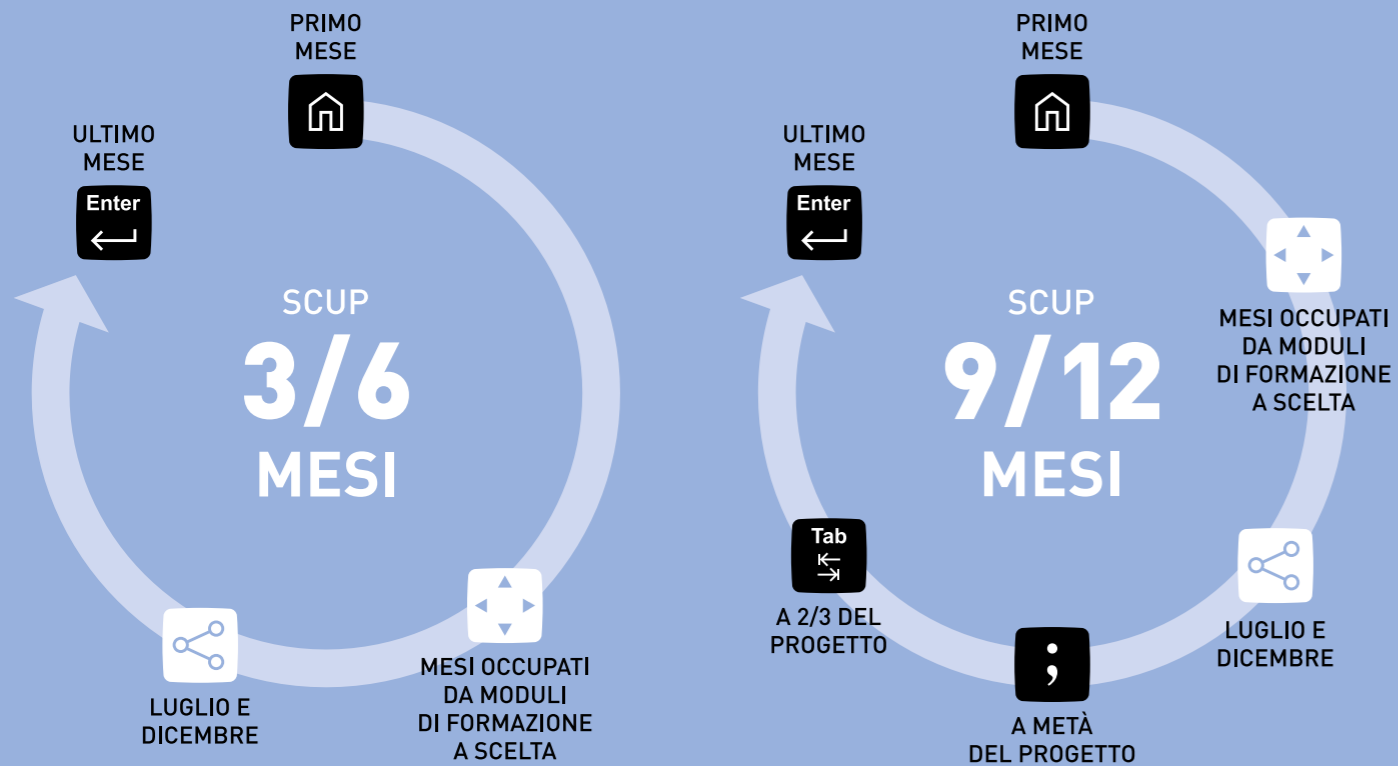 PRIMO
MESE
ULTIMO
MESE
Enter
SCUP
3/6
MESI
MESI OCCUPATI
DA MODULI
DI FORMAZIONE
A SCELTA
LUGLIO E
DICEMBRE
PRIMO
MESE
ULTIMO
MESE
Enter
SCUP
9/12
MESI
MESI OCCUPATI
DA MODULI
DI FORMAZIONE
A SCELTA
Tab
A 2/3 DEL
PROGETTO
;
A METÀ
DEL PROGETTO
LUGLIO E
DICEMBRE